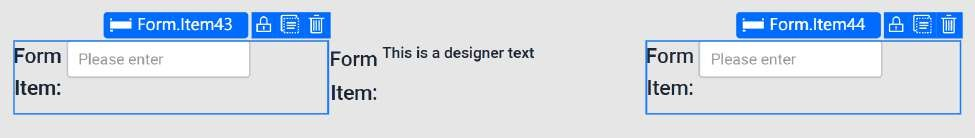 Form.Item43
Form.Item44
Form Item:
Please enter
Form Item:
This is a designer text
Form Item:
Please enter